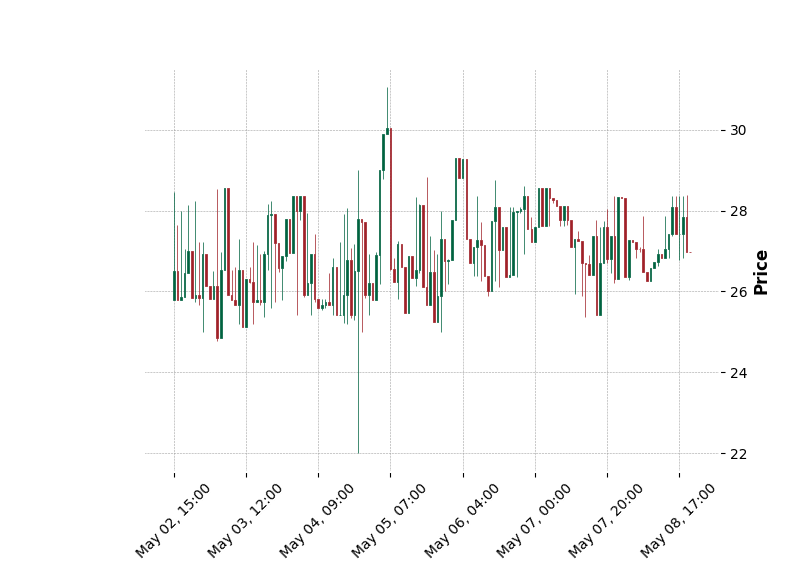 30
28
26
24
22
Price
May 02, 15:00
May 03, 12:00
May 04, 09:00
May 05, 07:00
May 06, 04:00
May 07, 00:00
May 07, 20:00
May 08, 17:00